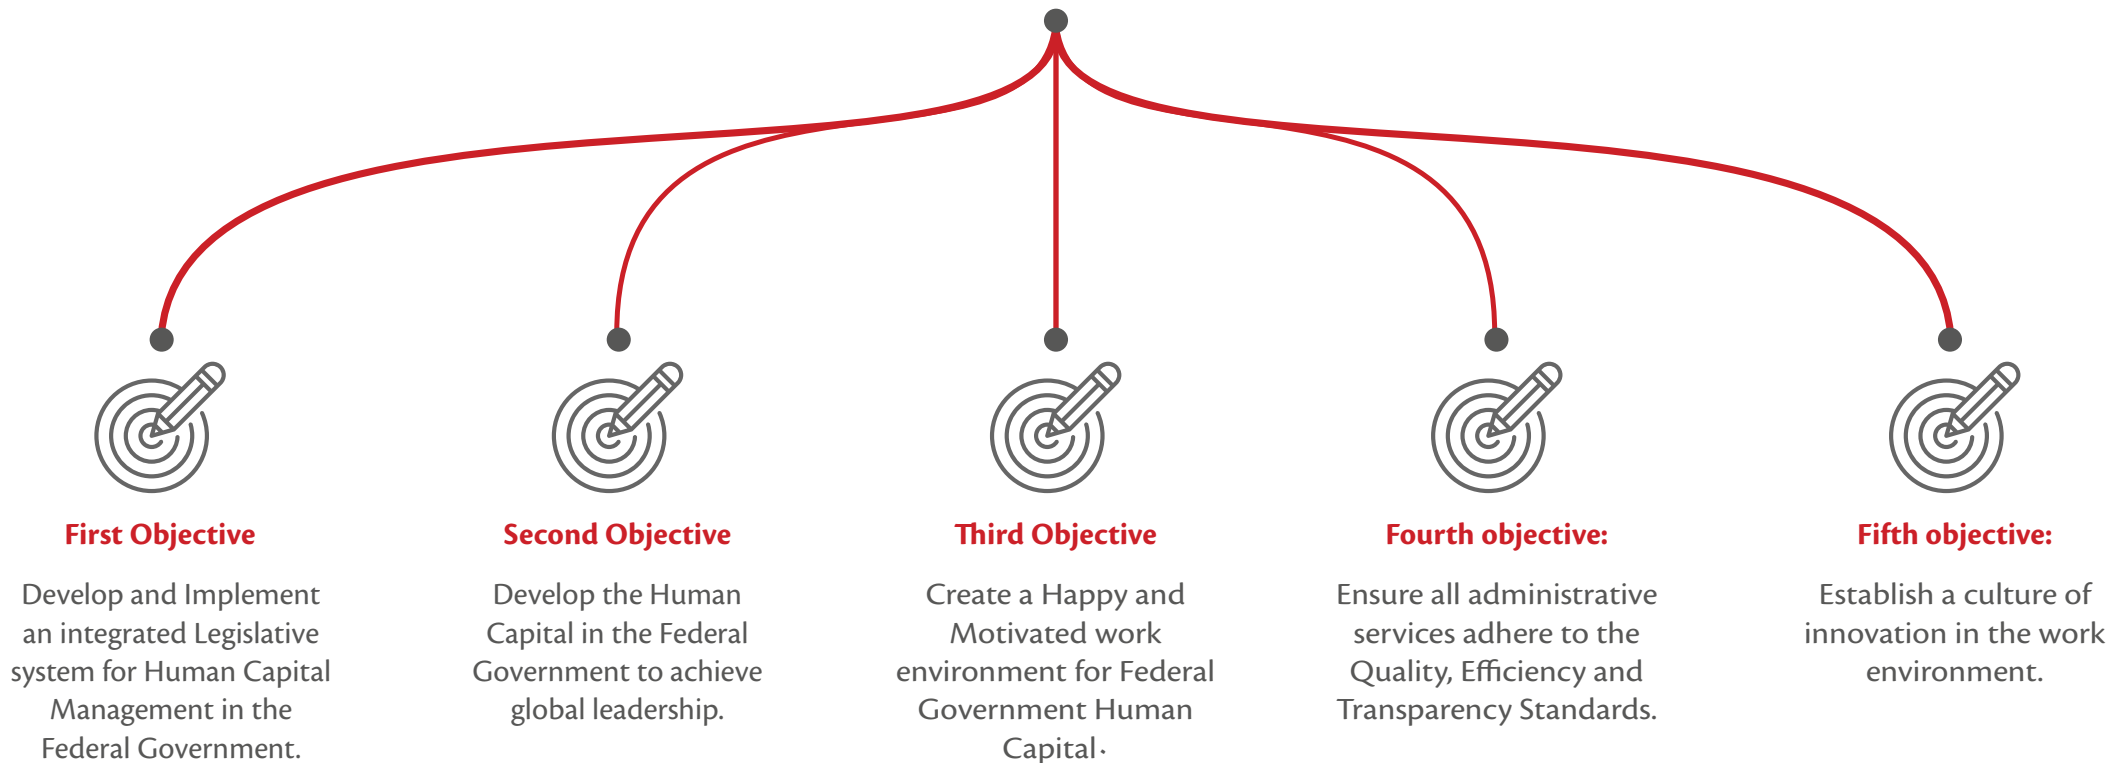 First Objective
Develop and Implement
an integrated Legislative
system for Human Capital
Management in the
Federal Government.
Second Objective
Develop the Human
Capital in the Federal
Government to achieve
global leadership.
Third Objective
Create a Happy and
Motivated work
environment for Federal
Government Human
Capital.
Fourth objective:
Ensure all administrative
services adhere to the
Quality, Efficiency and
Transparency Standards.
Fifth objective:
Establish a culture of
innovation in the work
environment.